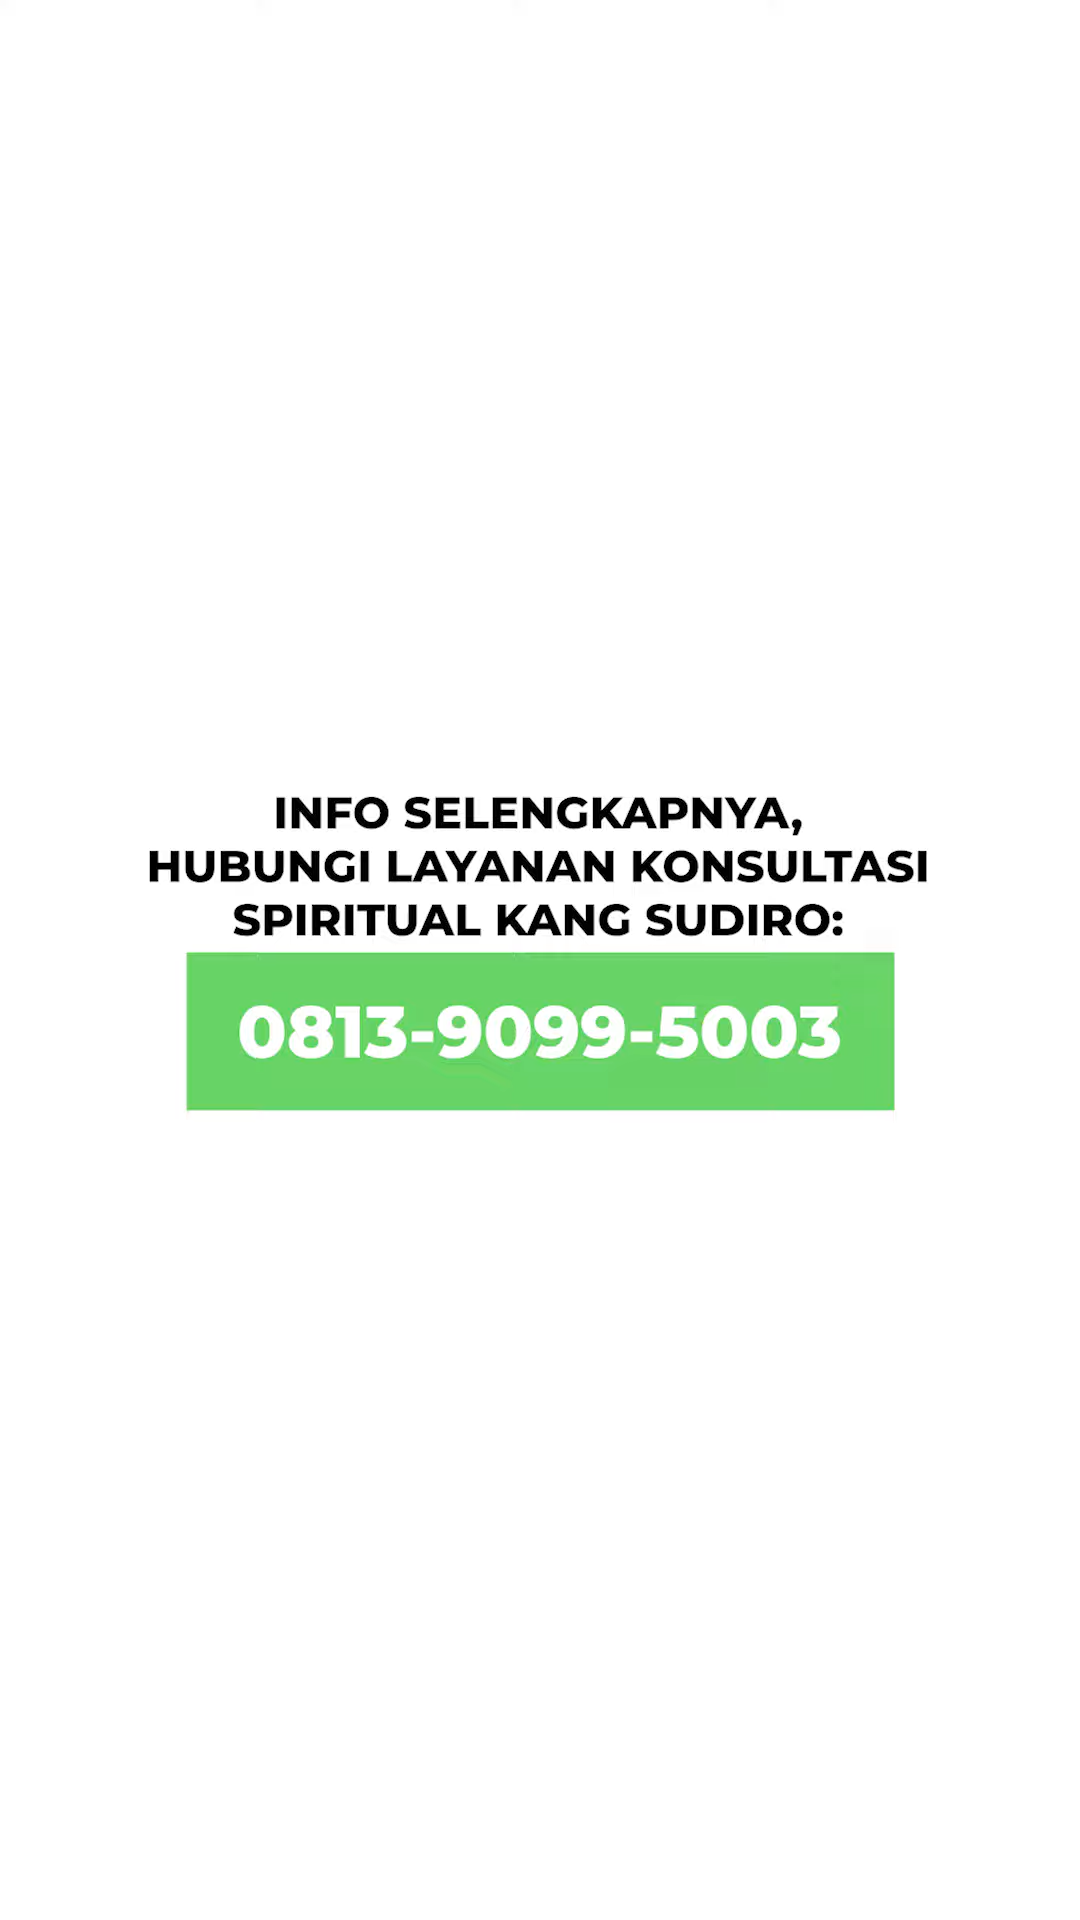 INFO SELENGKAPNYA,
HUBUNGI LAYANAN KONSULTASI
SPIRITUAL KANG SUDIRO:
0813-9099-5003